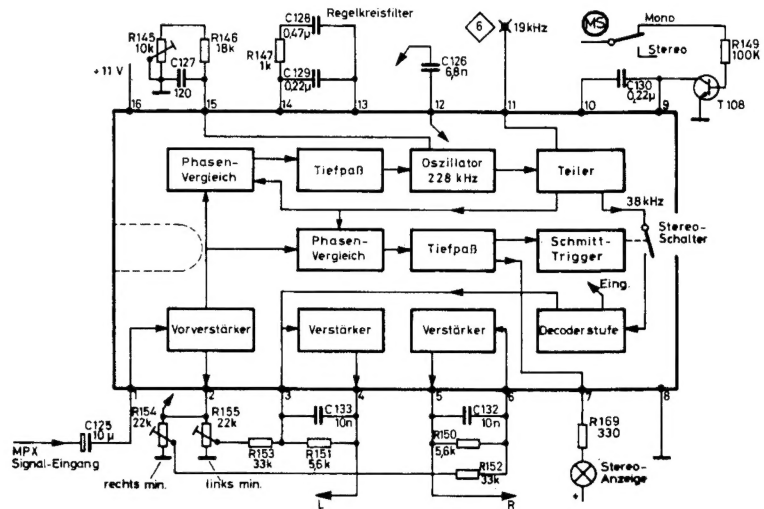 Regelkreisfilter
R145
10k
R146
18k
C127
120
R147
1k
C128
0,47µ
C129
0,22µ
C126
6,8n
6
19kHz
MS
Mono
Stereo
R149
100K
C130
0,22µ
T 108
+11 V
16
15
14
13
12
11
10
9
Phasen-
Vergleich
Tiefpaß
Oszillator
228 kHz
Teiler
38kHz
Stereo-
Schalter
Phasen-
Vergleich
Tiefpaß
Schmitt-
Trigger
Eing.
Vorverstärker
Verstärker
Verstärker
Decoderstufe
1
2
3
4
5
6
7
8
C125
10µ
MPX
Signal-Eingang
R154
22k
R155
22k
rechts min.
links min.
R153
33k
C133
10n
R151
5,6k
C132
10n
R150
5,6k
R152
33k
R169
330
Stereo-
Anzeige
+
L
R